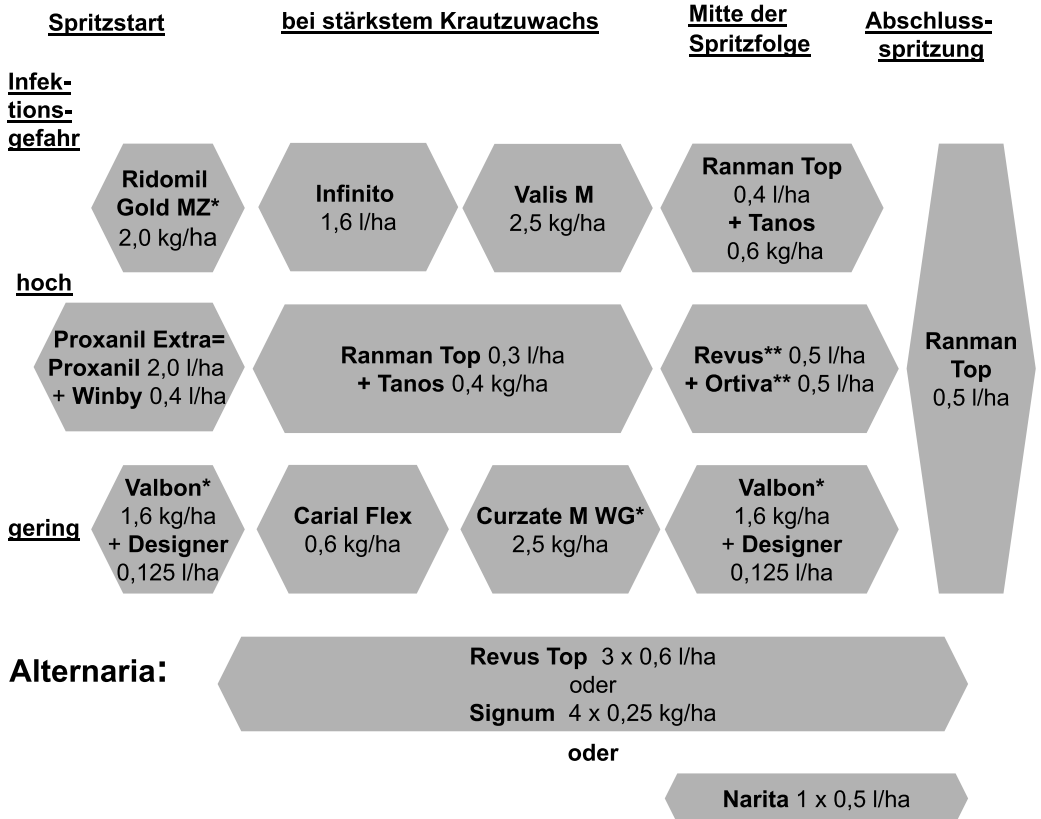 Spritzstart
bei stärkstem Krautzuwachs
Mitte der
Spritzfolge
Abschluss-
spritzung
Infek-
tions-
gefahr
Ridomil
Gold MZ*
2,0 kg/ha
Infinito
1,6 l/ha
Valis M
2,5 kg/ha
Ranman Top
0,4 l/ha
+ Tanos
0,6 kg/ha
hoch
Proxanil Extra=
Proxanil 2,0 l/ha
+ Winby 0,4 l/ha
Ranman Top 0,3 l/ha
+ Tanos 0,4 kg/ha
Revus** 0,5 l/ha
+ Ortiva** 0,5 l/ha
Ranman
Top
0,5 l/ha
gering
Valbon*
1,6 kg/ha
+ Designer
0,125 l/ha
Carial Flex
0,6 kg/ha
Curzate M WG*
2,5 kg/ha
Valbon*
1,6 kg/ha
+ Designer
0,125 l/ha
Alternaria:
Revus Top 3 x 0,6 l/ha
oder
Signum 4 x 0,25 kg/ha
oder
Narita 1 x 0,5 l/ha